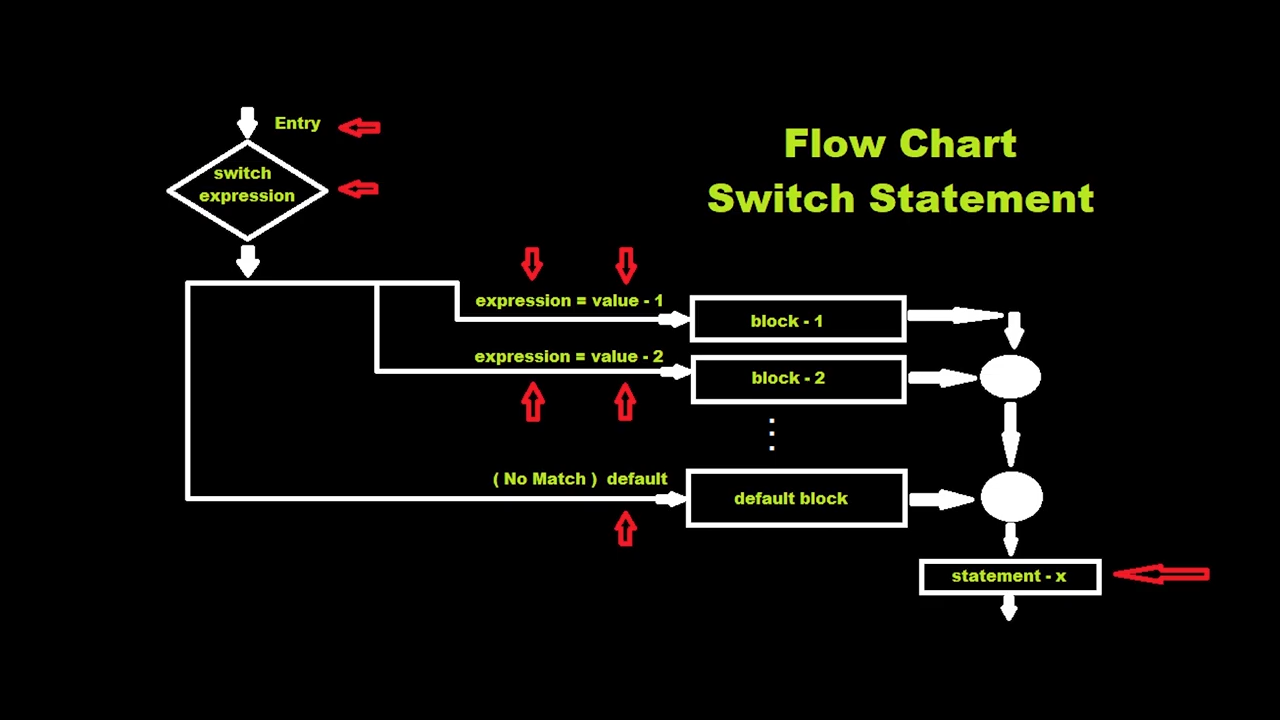 Flow Chart
Switch Statement
Entry
switch
expression
expression = value - 1
block - 1
expression = value - 2
block - 2
( No Match ) default
default block
statement - x